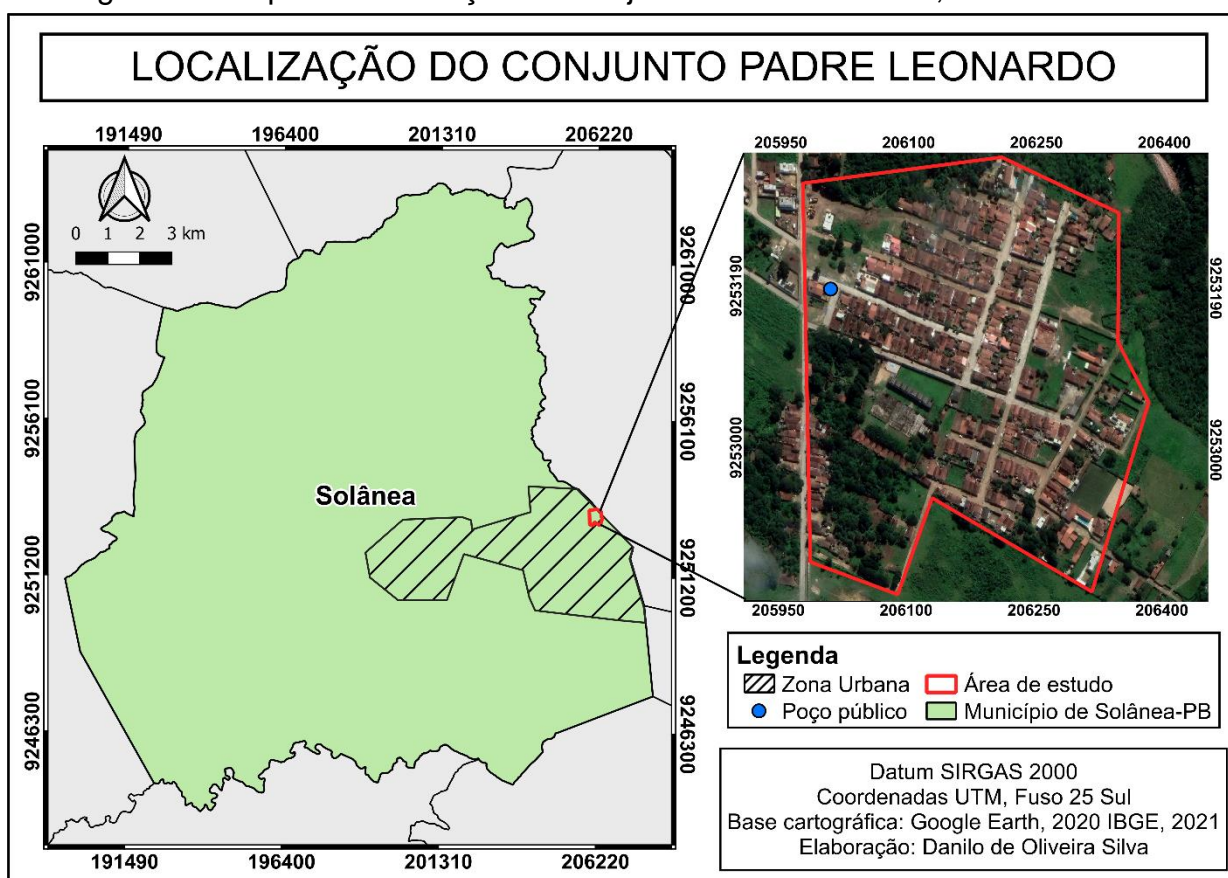 LOCALIZAÇÃO DO CONJUNTO PADRE LEONARDO
191490 196400 201310 206220
0 1 2 3 km
9261000
9256100
9251200
9246300
Solânea
9261000
9256100
9251200
9246300
191490 196400 201310 206220
205950 206100 206250 206400
9253190
9253000
9253190
9253000
205950 206100 206250 206400
Legenda
Zona Urbana Área de estudo
Poço público Município de Solânea-PB
Datum SIRGAS 2000
Coordenadas UTM, Fuso 25 Sul
Base cartográfica: Google Earth, 2020 IBGE, 2021
Elaboração: Danilo de Oliveira Silva